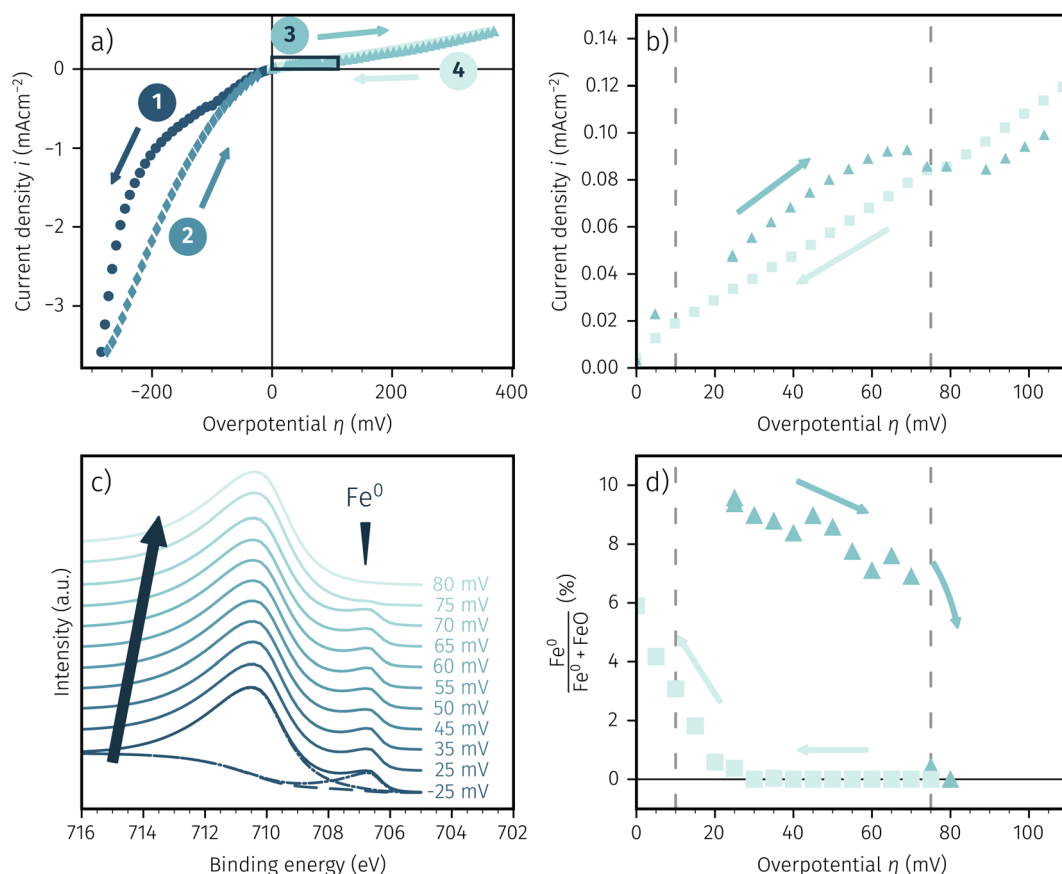 a)
3
4
1
2
0
−1
−2
−3
−200
0
200
400
Current density i (mAcm⁻²)
Overpotential η (mV)
b)
0.14
0.12
0.10
0.08
0.06
0.04
0.02
0.00
0
20
40
60
80
100
Current density i (mAcm⁻²)
Overpotential η (mV)
c)
Fe⁰
80 mV
75 mV
70 mV
65 mV
60 mV
55 mV
50 mV
45 mV
35 mV
25 mV
-25 mV
716
714
712
710
708
706
704
702
Intensity (a.u.)
Binding energy (eV)
d)
10
8
6
4
2
0
0
20
40
60
80
100
Fe⁰
Fe⁰ + FeO
(%)
Overpotential η (mV)